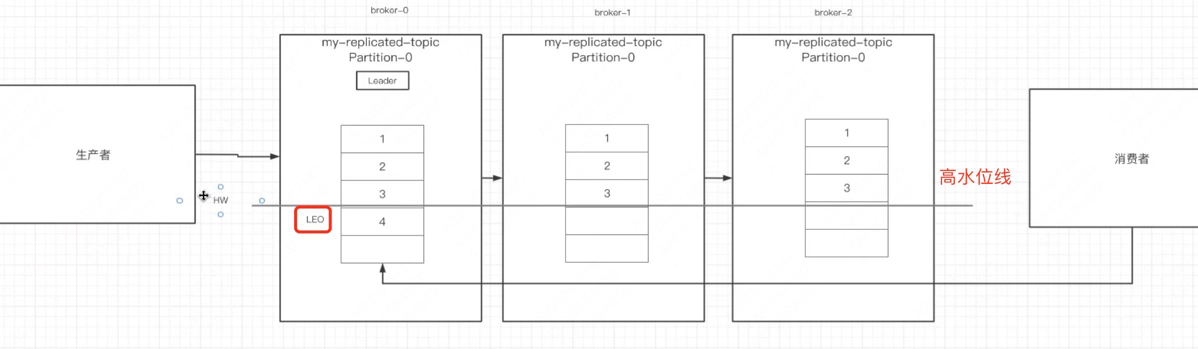 broker-0
broker-1
broker-2
my-replicated-topic
Partition-0
Leader
my-replicated-topic
Partition-0
my-replicated-topic
Partition-0
生产者
1
2
3
4
1
2
3
1
2
3
HW
LEO
高水位线
消费者